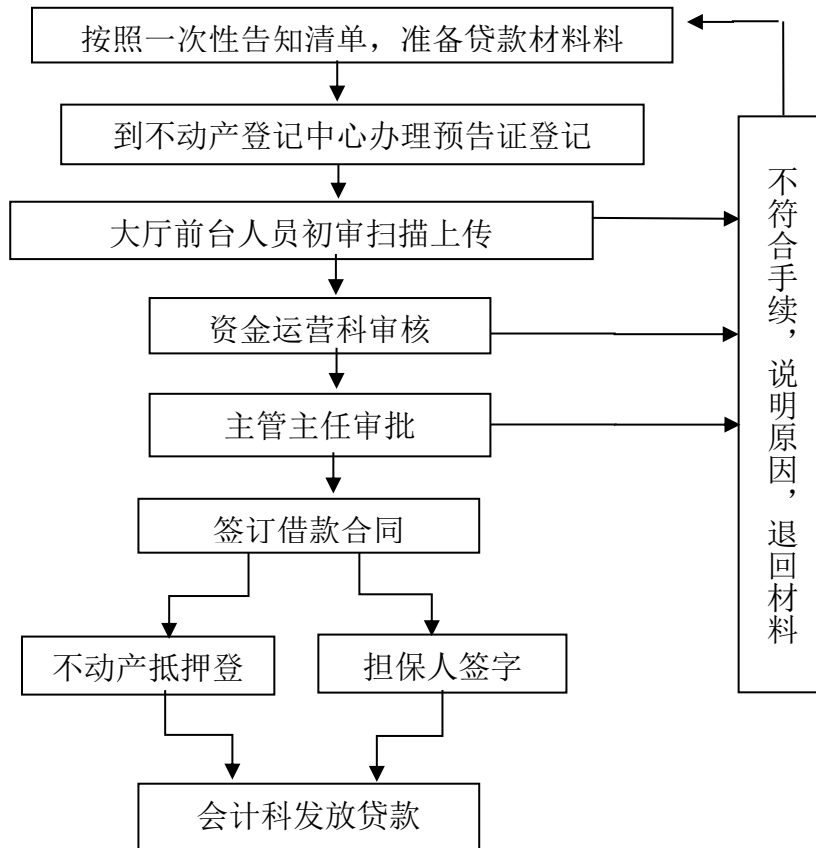 按照一次性告知清单，准备贷款材料料
到不动产登记中心办理预告证登记
大厅前台人员初审扫描上传
资金运营科审核
主管主任审批
签订借款合同
不动产抵押登
担保人签字
会计科发放贷款
不符合手续，说明原因，退回材料